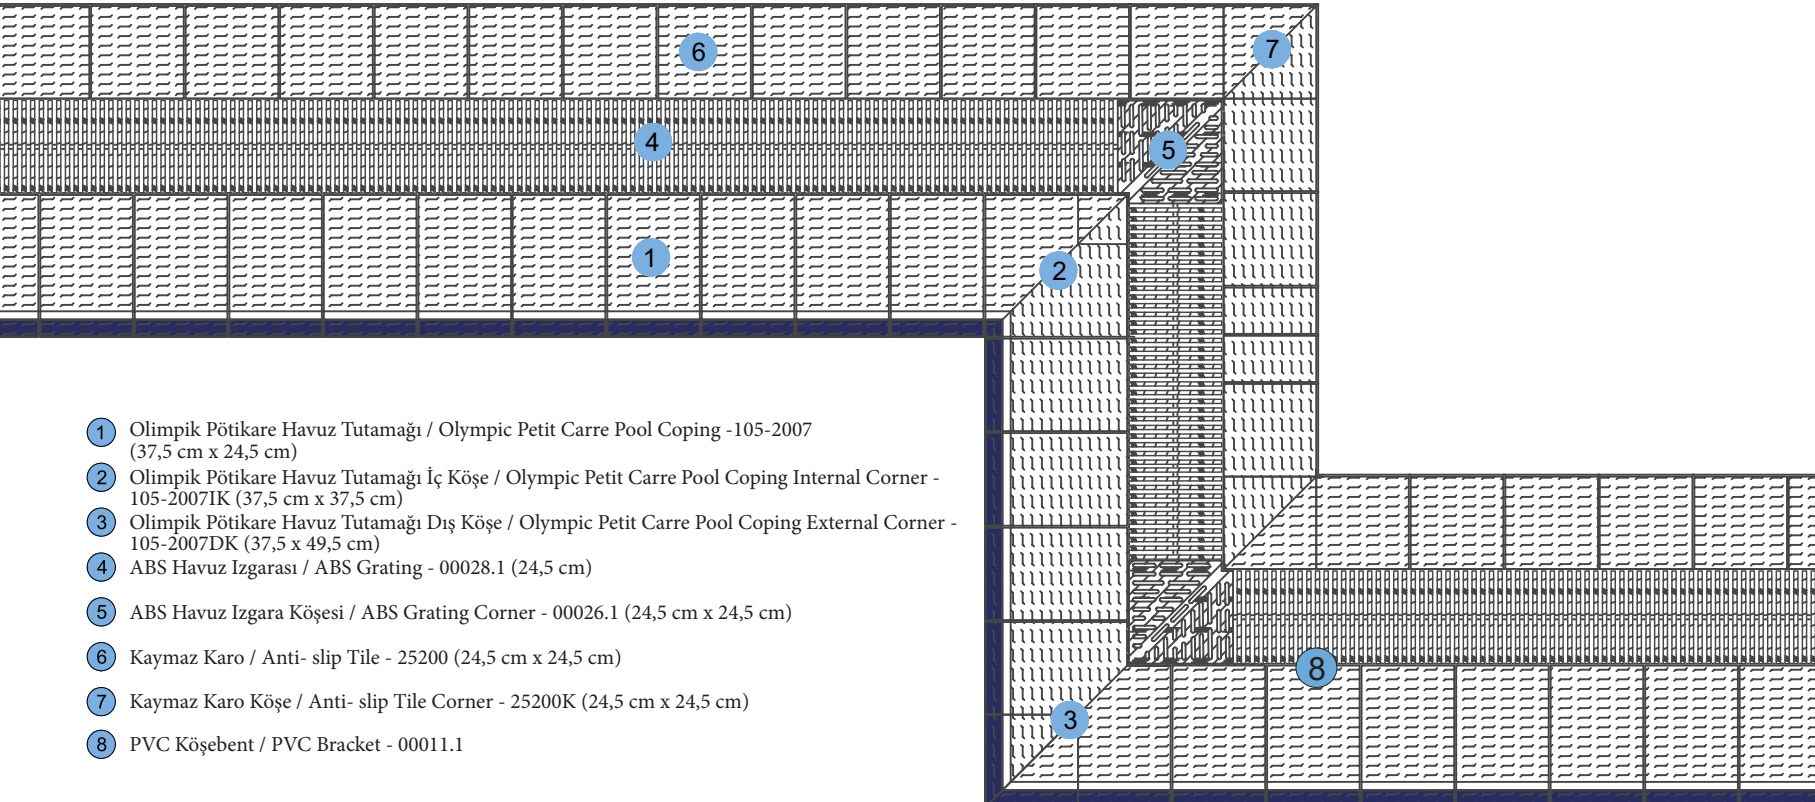 6
7
4
5
1
2
8
3
1 Olimpik Pötikare Havuz Tutamağı / Olympic Petit Carre Pool Coping -105-2007
(37,5 cm x 24,5 cm)
2 Olimpik Pötikare Havuz Tutamağı İç Köşe / Olympic Petit Carre Pool Coping Internal Corner -
105-2007IK (37,5 cm x 37,5 cm)
3 Olimpik Pötikare Havuz Tutamağı Dış Köşe / Olympic Petit Carre Pool Coping External Corner -
105-2007DK (37,5 x 49,5 cm)
4 ABS Havuz Izgarası / ABS Grating - 00028.1 (24,5 cm)
5 ABS Havuz Izgara Köşesi / ABS Grating Corner - 00026.1 (24,5 cm x 24,5 cm)
6 Kaymaz Karo / Anti- slip Tile - 25200 (24,5 cm x 24,5 cm)
7 Kaymaz Karo Köşe / Anti- slip Tile Corner - 25200K (24,5 cm x 24,5 cm)
8 PVC Köşebent / PVC Bracket - 00011.1